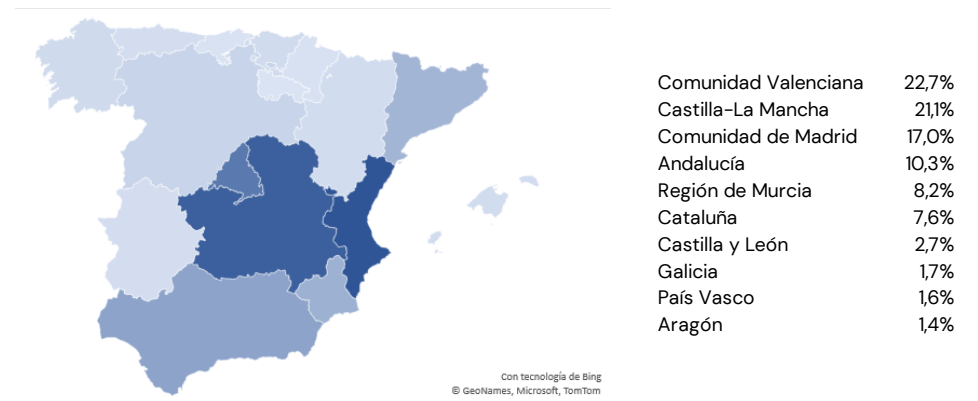 Comunidad Valenciana 22,7%
Castilla-La Mancha 21,1%
Comunidad de Madrid 17,0%
Andalucía 10,3%
Región de Murcia 8,2%
Cataluña 7,6%
Castilla y León 2,7%
Galicia 1,7%
País Vasco 1,6%
Aragón 1,4%
Con tecnología de Bing
© GeoNames, Microsoft, TomTom